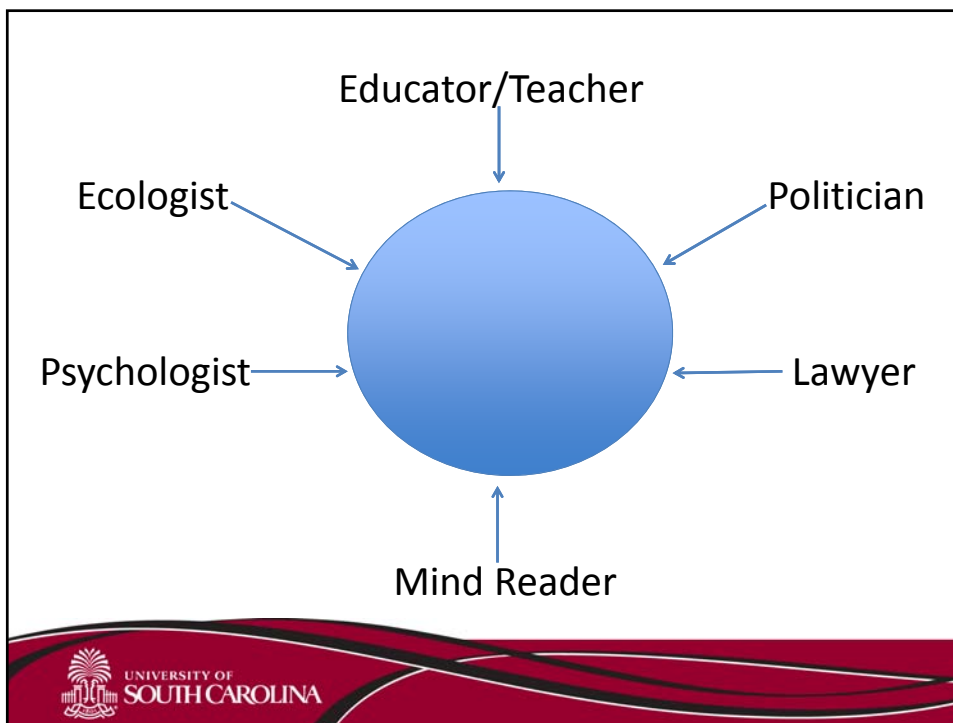 Educator/Teacher
Ecologist
Politician
Psychologist
Lawyer
Mind Reader
UNIVERSITY OF
SOUTH CAROLINA